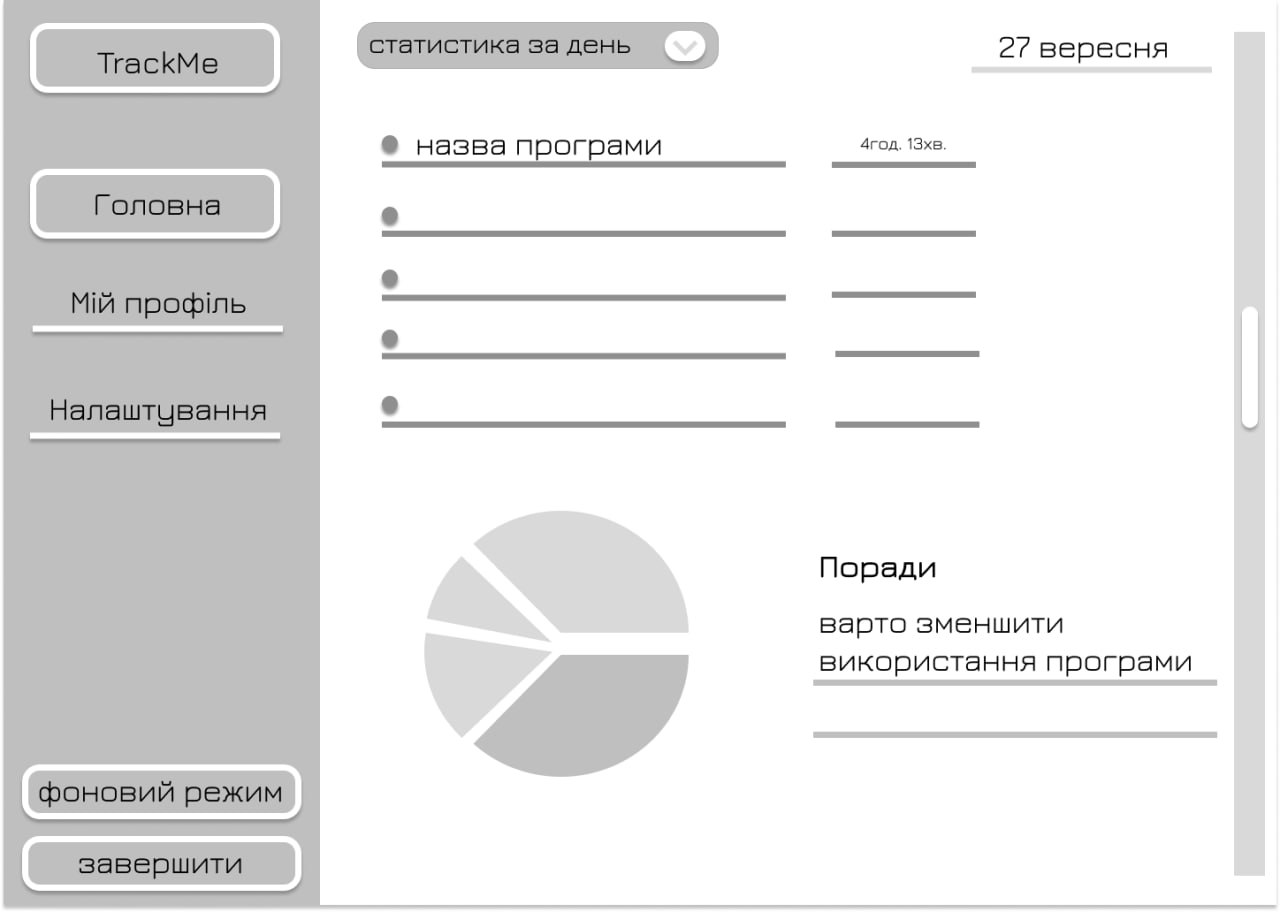 TrackMe
Головна
Мій профіль
Налаштування
фоновий режим
завершити
статистика за день
27 вересня
назва програми
4год. 13хв.
Поради
варто зменшити
використання програми